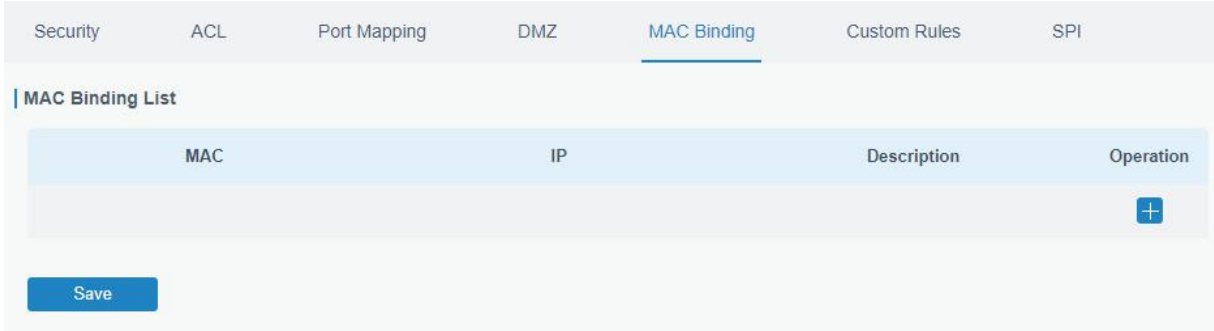 Security ACL Port Mapping DMZ MAC Binding Custom Rules SPI
MAC Binding List
MAC IP Description Operation
Save